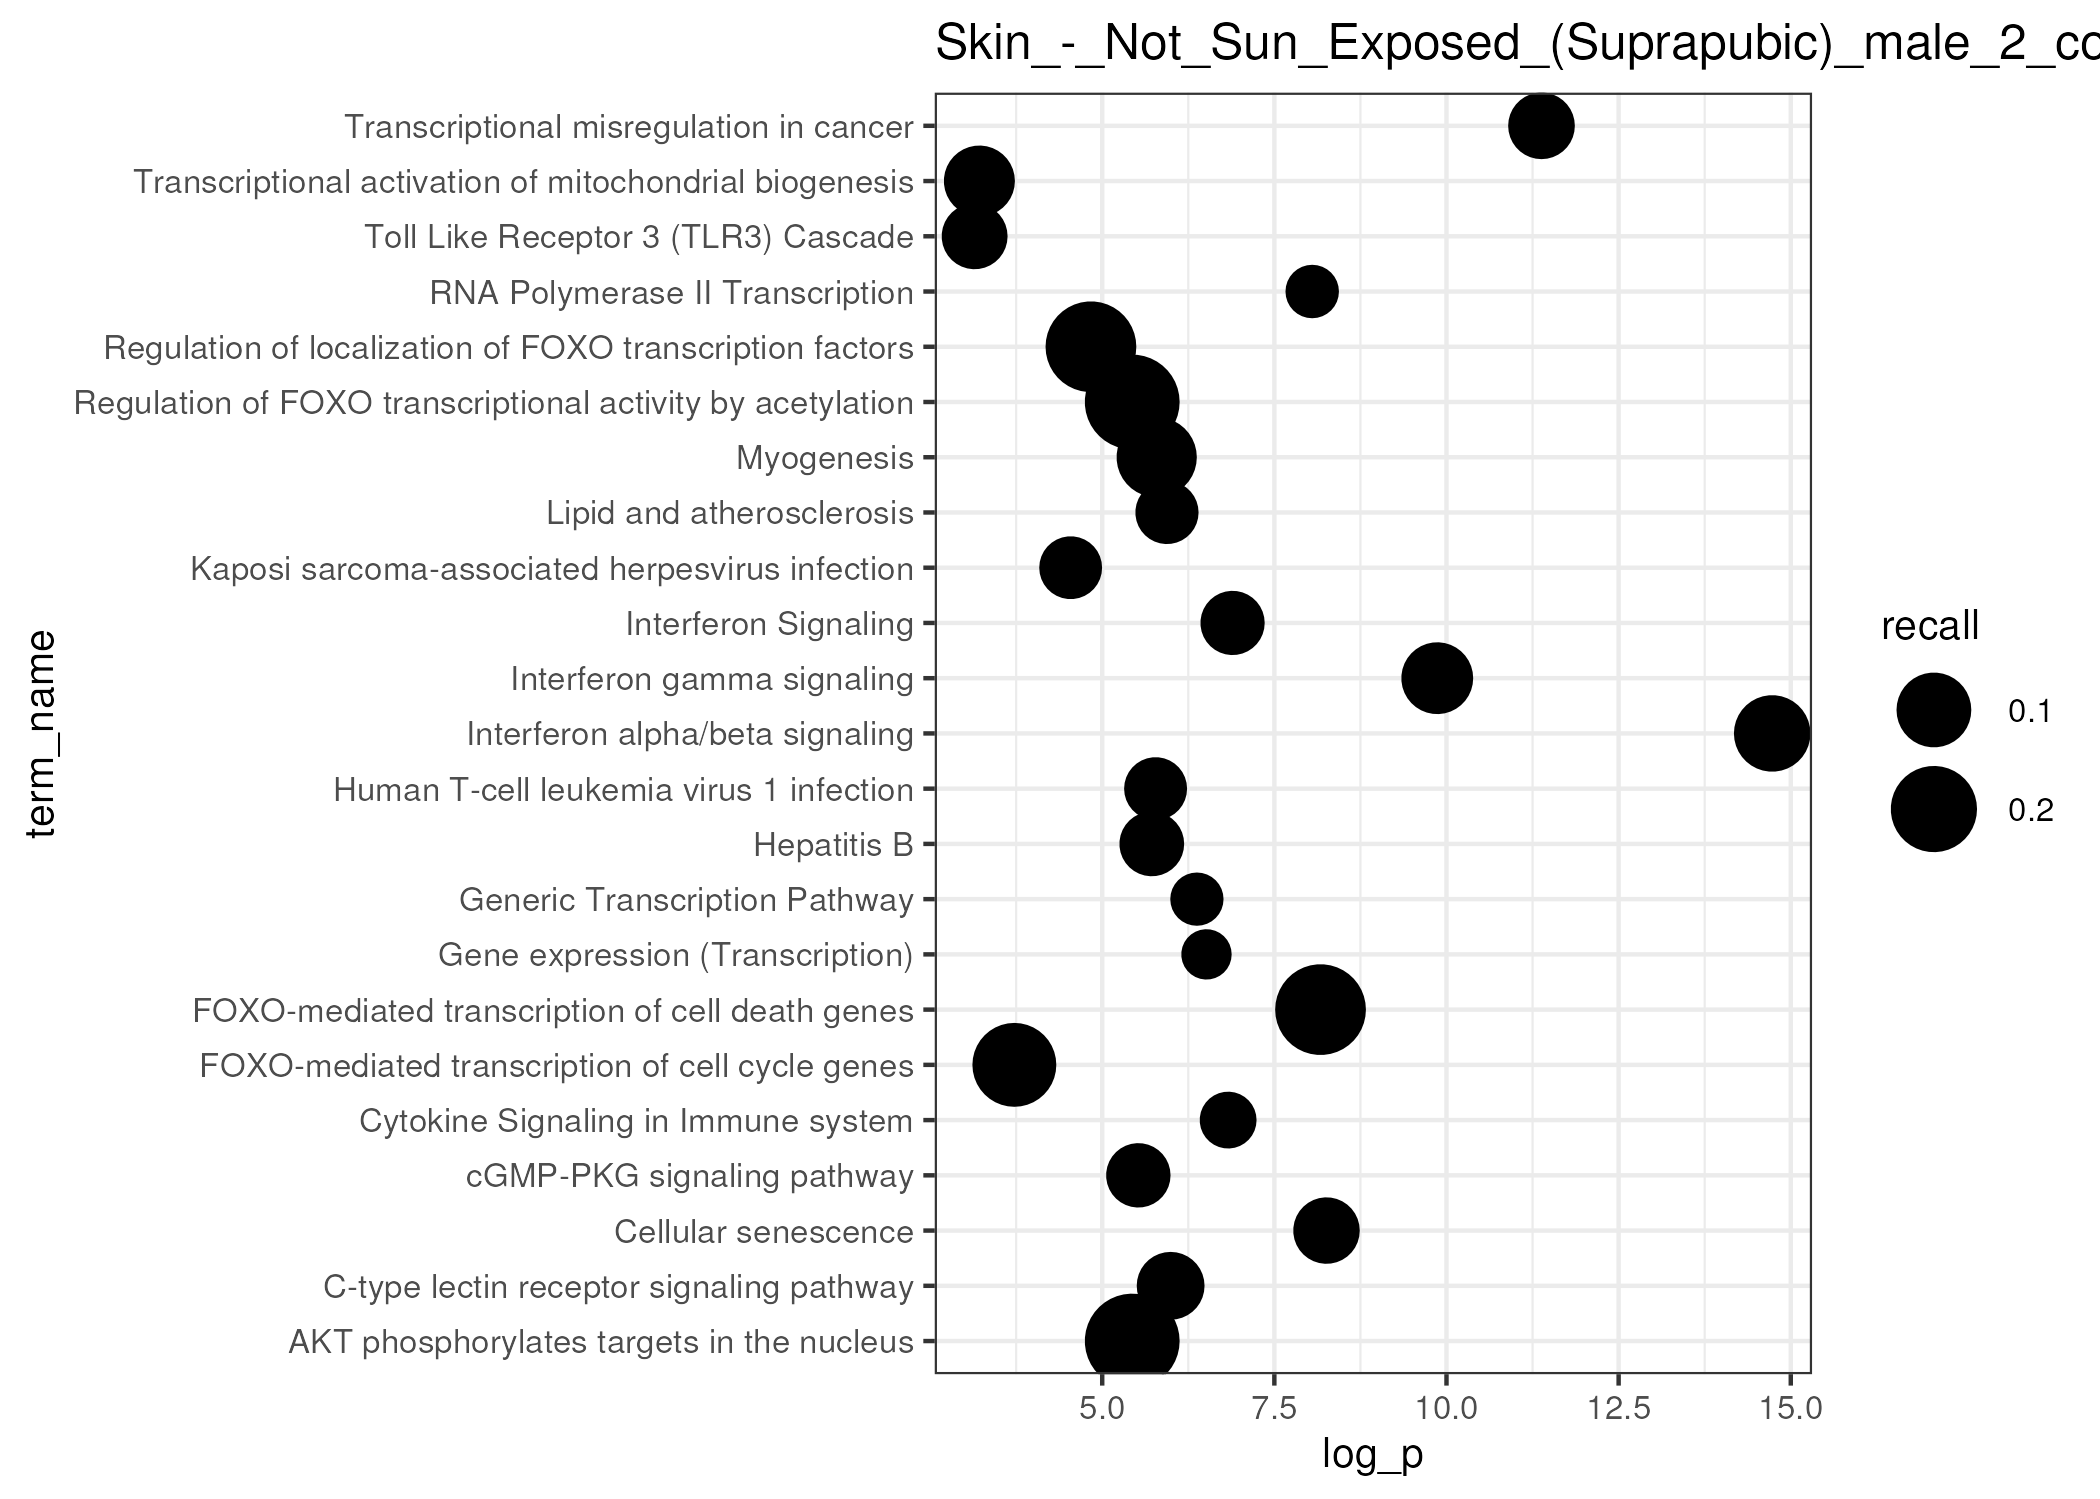 Skin_-_Not_Sun_Exposed_(Suprapubic)_male_2_co
Transcriptional misregulation in cancer
Transcriptional activation of mitochondrial biogenesis
Toll Like Receptor 3 (TLR3) Cascade
RNA Polymerase II Transcription
Regulation of localization of FOXO transcription factors
Regulation of FOXO transcriptional activity by acetylation
Myogenesis
Lipid and atherosclerosis
Kaposi sarcoma-associated herpesvirus infection
Interferon Signaling
Interferon gamma signaling
Interferon alpha/beta signaling
Human T-cell leukemia virus 1 infection
Hepatitis B
Generic Transcription Pathway
Gene expression (Transcription)
FOXO-mediated transcription of cell death genes
FOXO-mediated transcription of cell cycle genes
Cytokine Signaling in Immune system
cGMP-PKG signaling pathway
Cellular senescence
C-type lectin receptor signaling pathway
AKT phosphorylates targets in the nucleus
term_name
5.0 7.5 10.0 12.5 15.0
log_p
recall
0.1
0.2